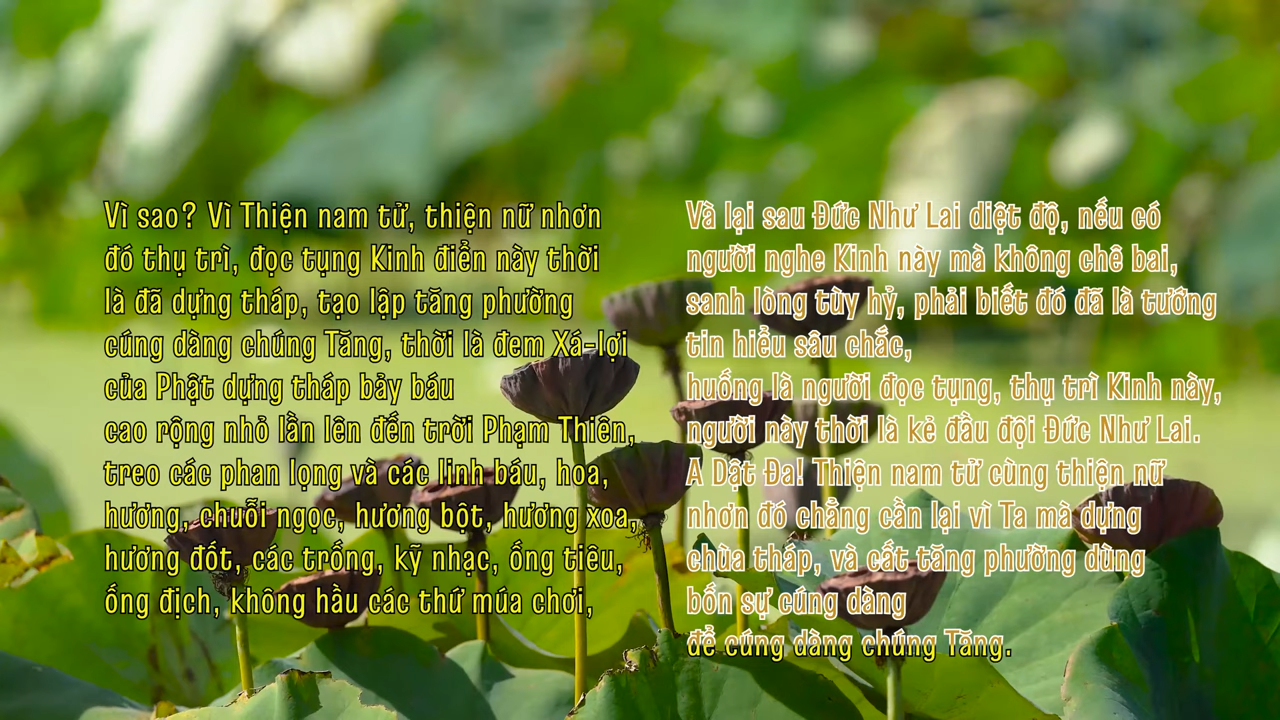 Vì sao? Vì Thiện nam tử, thiện nữ nhơn
đó thụ trì, đọc tụng Kinh điển này thời
là đã dựng tháp, tạo lập tăng phường
cúng dàng chúng Tăng, thời là đem Xá-lợi
của Phật dựng tháp bảy báu
cao rộng nhỏ lần lên đến trời Phạm Thiên,
treo các phan lọng và các linh báu, hoa,
hương, chuỗi ngọc, hương bột, hương xoa,
hương đốt, các trống, kỹ nhạc, ống tiêu,
ống địch, không hầu các thứ múa chơi,
Và lại sau Đức Như Lai diệt độ, nếu có
người nghe Kinh này mà không chê bai,
sanh lòng tùy hỷ, phải biết đó đã là tướng
tin hiểu sâu chắc,
huống là người đọc tụng, thụ trì Kinh này,
người này thời là kẻ đầu đội Đức Như Lai.
A Dật Đa! Thiện nam tử cùng thiện nữ
nhơn đó chẳng cần lại vì Ta mà dựng
chùa tháp, và cất tăng phường dùng
bốn sự cúng dàng
để cúng dàng chúng Tăng.